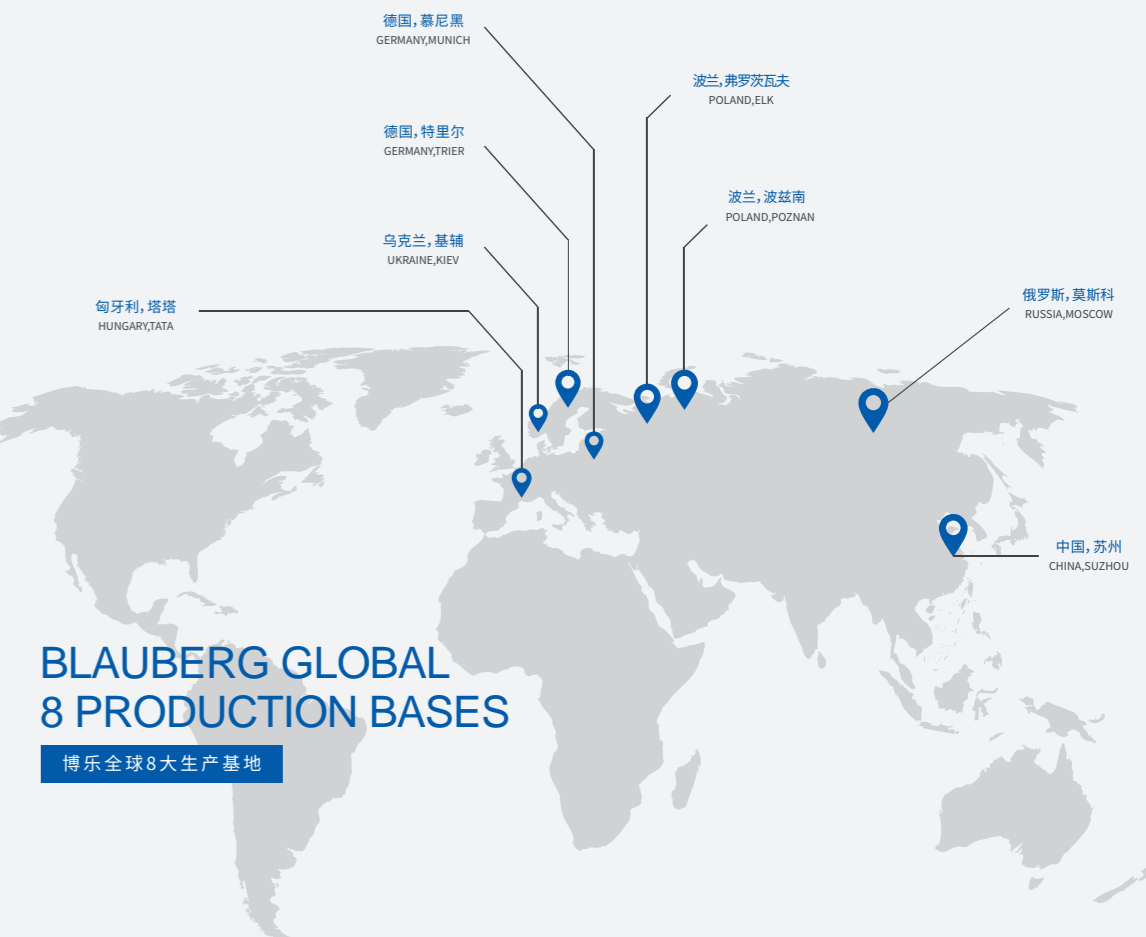 德国，慕尼黑
GERMANY,MUNICH
波兰，弗罗茨瓦夫
POLAND,ELK
德国，特里尔
GERMANY,TRIER
波兰，波兹南
POLAND,POZNAN
乌克兰，基辅
UKRAINE,KIEV
匈牙利，塔塔
HUNGARY,TATA
俄罗斯，莫斯科
RUSSIA,MOSCOW
中国，苏州
CHINA,SUZHOU
BLAUBERG GLOBAL
8 PRODUCTION BASES
博乐全球8大生产基地